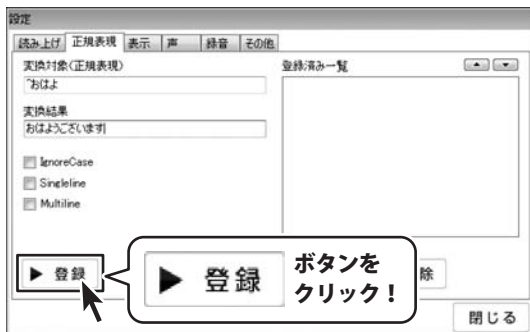 設定
読み上げ 正規表現 表示 声 録音 その他
変換対象(正規表現)
^おはよ
変換結果
おはようございます
IgnoreCase
Singleline
Multiline
登録済み一覧
▲ ▼
▶ 登録
▶ 登録
ボタンを
クリック!
除
閉じる